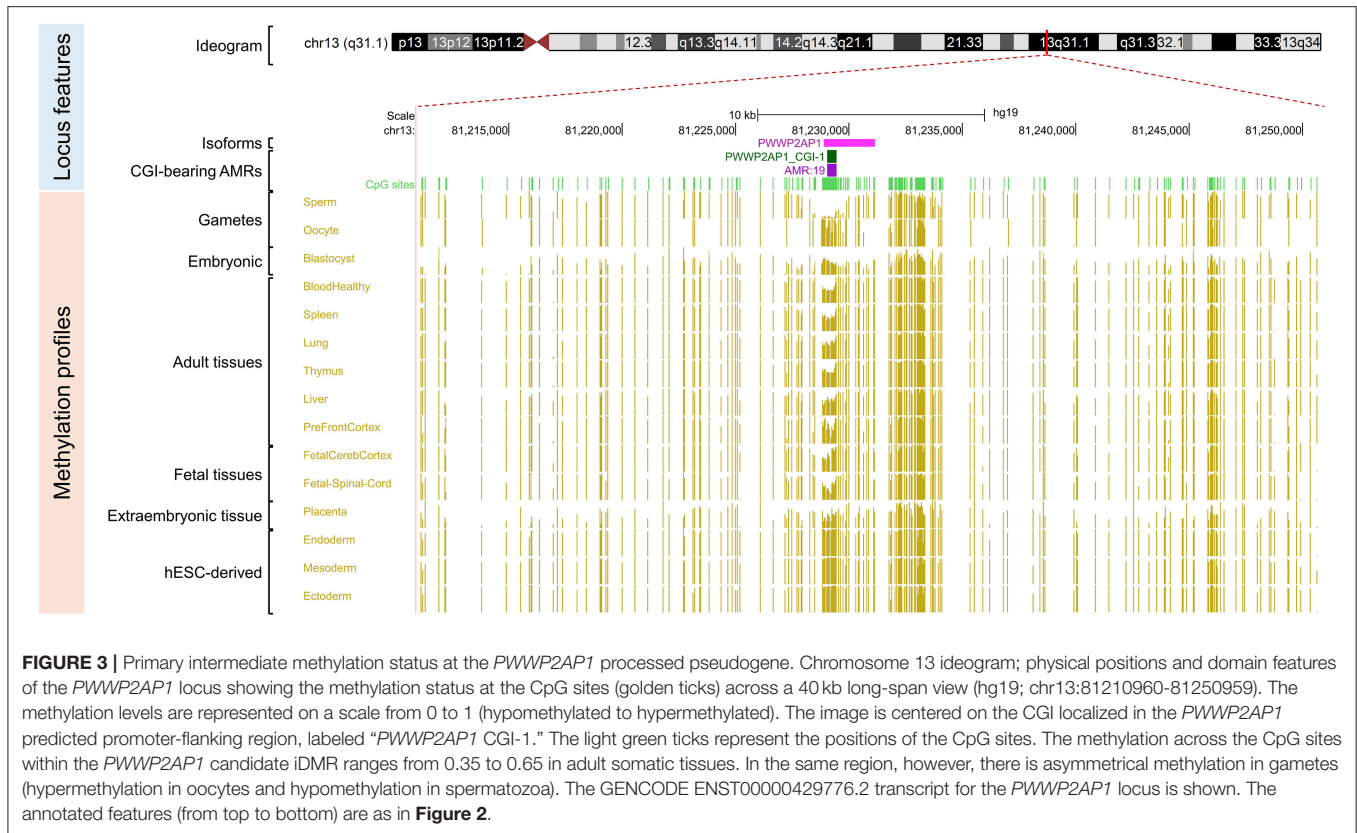 Locus features
Methylation profiles
Ideogram
chr13 (q31.1)
p13
13p12
13p11.2
12.3
q13.3
q14.11
14.2
q14.3
q21.1
21.33
13q31.1
q31.3
32.1
33.3
13q34
Scale
10 kb
hg19
chr13:
81,215,000
81,220,000
81,225,000
81,230,000
81,235,000
81,240,000
81,245,000
81,250,000
Isoforms
PWWP2AP1
CGI-bearing AMRs
PWWP2AP1_CGI-1
AMR:19
CpG sites
Gametes
Sperm
Oocyte
Embryonic
Blastocyst
Adult tissues
BloodHealthy
Spleen
Lung
Thymus
Liver
PreFrontCortex
Fetal tissues
FetalCerebCortex
Fetal-Spinal-Cord
Extraembryonic tissue
Placenta
hESC-derived
Endoderm
Mesoderm
Ectoderm
FIGURE 3 | Primary intermediate methylation status at the PWWP2AP1 processed pseudogene. Chromosome 13 ideogram; physical positions and domain features
of the PWWP2AP1 locus showing the methylation status at the CpG sites (golden ticks) across a 40 kb long-span view (hg19; chr13:81210960-81250959). The
methylation levels are represented on a scale from 0 to 1 (hypomethylated to hypermethylated). The image is centered on the CGI localized in the PWWP2AP1
predicted promoter-flanking region, labeled “PWWP2AP1 CGI-1.” The light green ticks represent the positions of the CpG sites. The methylation across the CpG sites
within the PWWP2AP1 candidate iDMR ranges from 0.35 to 0.65 in adult somatic tissues. In the same region, however, there is asymmetrical methylation in gametes
(hypermethylation in oocytes and hypomethylation in spermatozoa). The GENCODE ENST00000429776.2 transcript for the PWWP2AP1 locus is shown. The
annotated features (from top to bottom) are as in Figure 2.